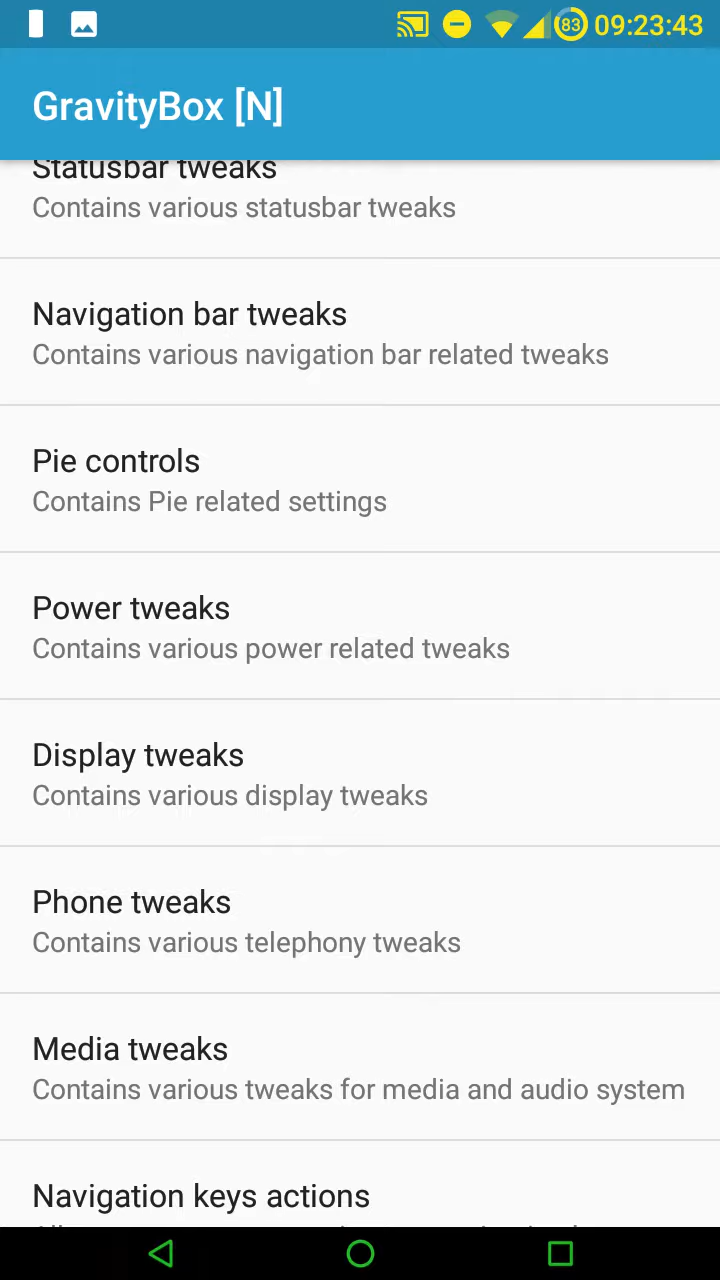 83 09:23:43
GravityBox [N]
Statusbar tweaks
Contains various statusbar tweaks
Navigation bar tweaks
Contains various navigation bar related tweaks
Pie controls
Contains Pie related settings
Power tweaks
Contains various power related tweaks
Display tweaks
Contains various display tweaks
Phone tweaks
Contains various telephony tweaks
Media tweaks
Contains various tweaks for media and audio system
Navigation keys actions